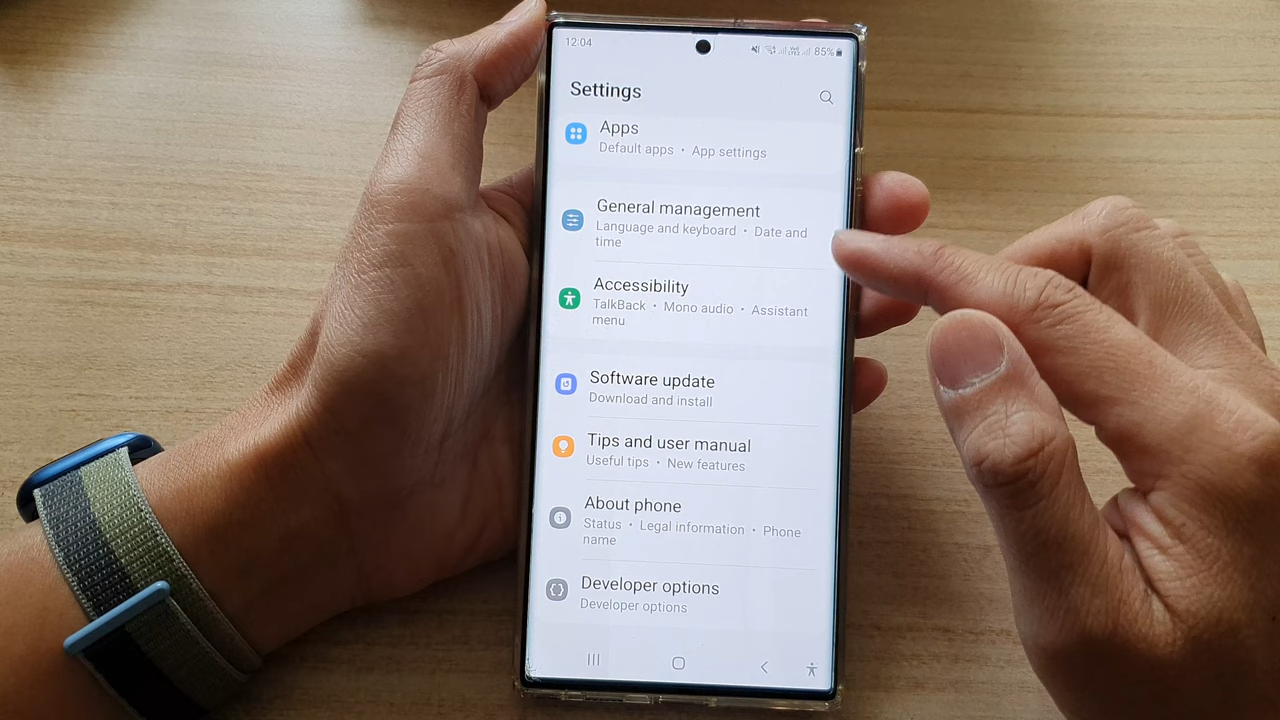 12:04
85%
Settings
Apps
Default apps • App settings
General management
Language and keyboard • Date and
time
Accessibility
TalkBack • Mono audio • Assistant
menu
Software update
Download and install
Tips and user manual
Useful tips • New features
About phone
Status • Legal information • Phone
name
Developer options
Developer options